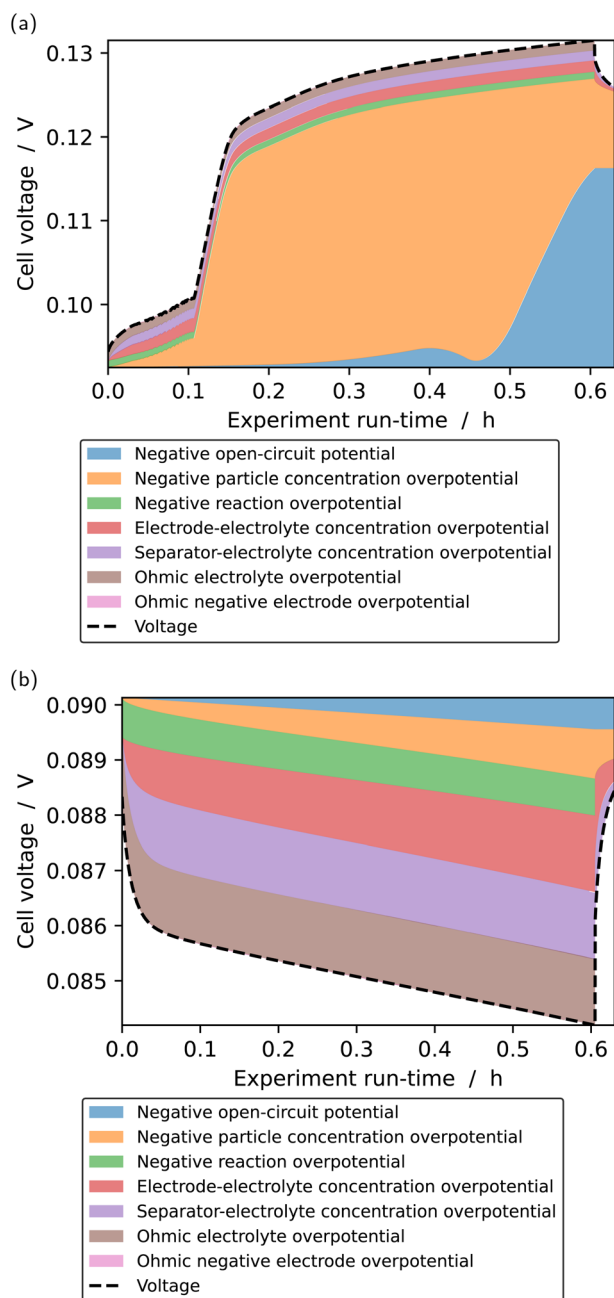 (a)
0.13
0.12
0.11
0.10
Cell voltage / V
0.0 0.1 0.2 0.3 0.4 0.5 0.6
Experiment run-time / h
Negative open-circuit potential
Negative particle concentration overpotential
Negative reaction overpotential
Electrode-electrolyte concentration overpotential
Separator-electrolyte concentration overpotential
Ohmic electrolyte overpotential
Ohmic negative electrode overpotential
Voltage
(b)
0.090
0.089
0.088
0.087
0.086
0.085
Cell voltage / V
0.0 0.1 0.2 0.3 0.4 0.5 0.6
Experiment run-time / h
Negative open-circuit potential
Negative particle concentration overpotential
Negative reaction overpotential
Electrode-electrolyte concentration overpotential
Separator-electrolyte concentration overpotential
Ohmic electrolyte overpotential
Ohmic negative electrode overpotential
Voltage